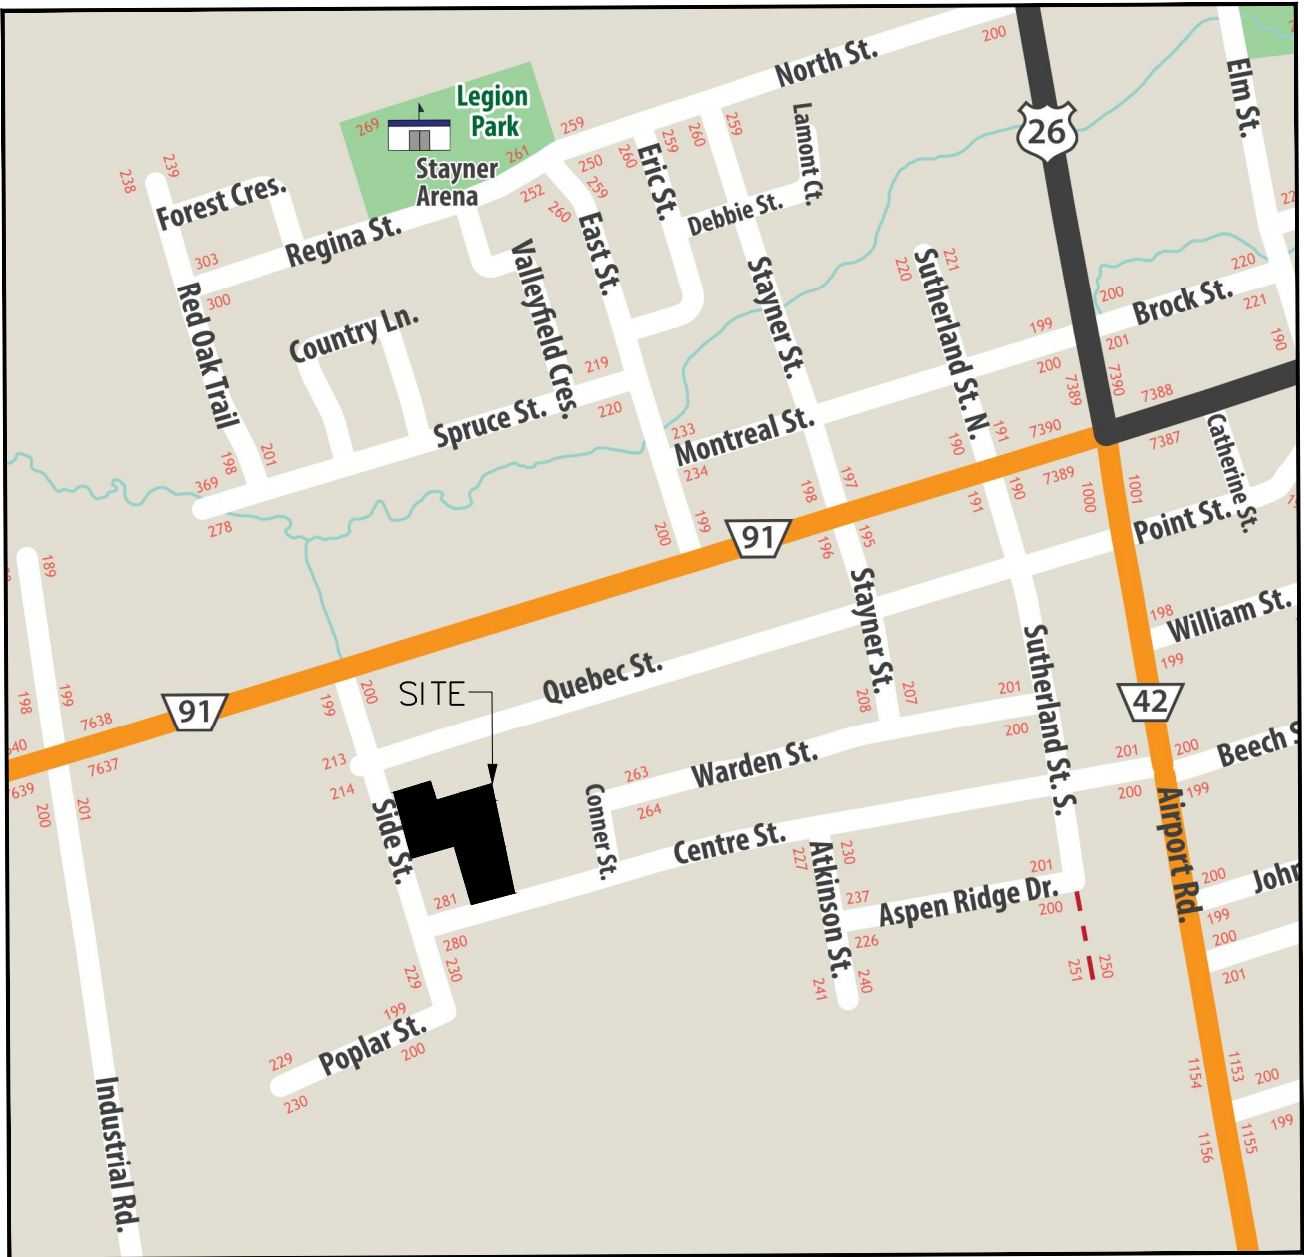 North St.
200
26
Elm St.
Legion
Park
269
259
261
Stayner
Arena
250
252
260
259
260
259
260
259
Eric St.
Lamont Ct.
Debbie St.
239
238
Forest Cres.
Regina St.
303
300
East St.
Valleyfield Cres.
Stayner St.
220
221
Sutherland St. N.
Red Oak Trail
Country Ln.
219
220
Spruce St.
199
200
200
201
Brock St.
220
221
190
7389
7390
7388
7387
Catherine St.
233
Montreal St.
234
190
191
7390
7389
191
190
1000
1001
Point St.
198
201
369
278
198
197
196
195
200
199
91
189
Stayner St.
198
William St.
199
Quebec St.
Sutherland St. S.
198
199
7638
7637
7639
91
199
200
SITE
208
207
201
200
42
201
200
200
199
Beech S
213
214
200
201
Side St.
Conner St.
263
264
Warden St.
Centre St.
227
230
Atkinson St.
237
226
Aspen Ridge Dr.
201
200
Airport Rd.
200
199
John
200
201
281
280
229
230
241
240
251
250
199
200
Poplar St.
229
230
1154
1153
200
199
1156
1155
Industrial Rd.